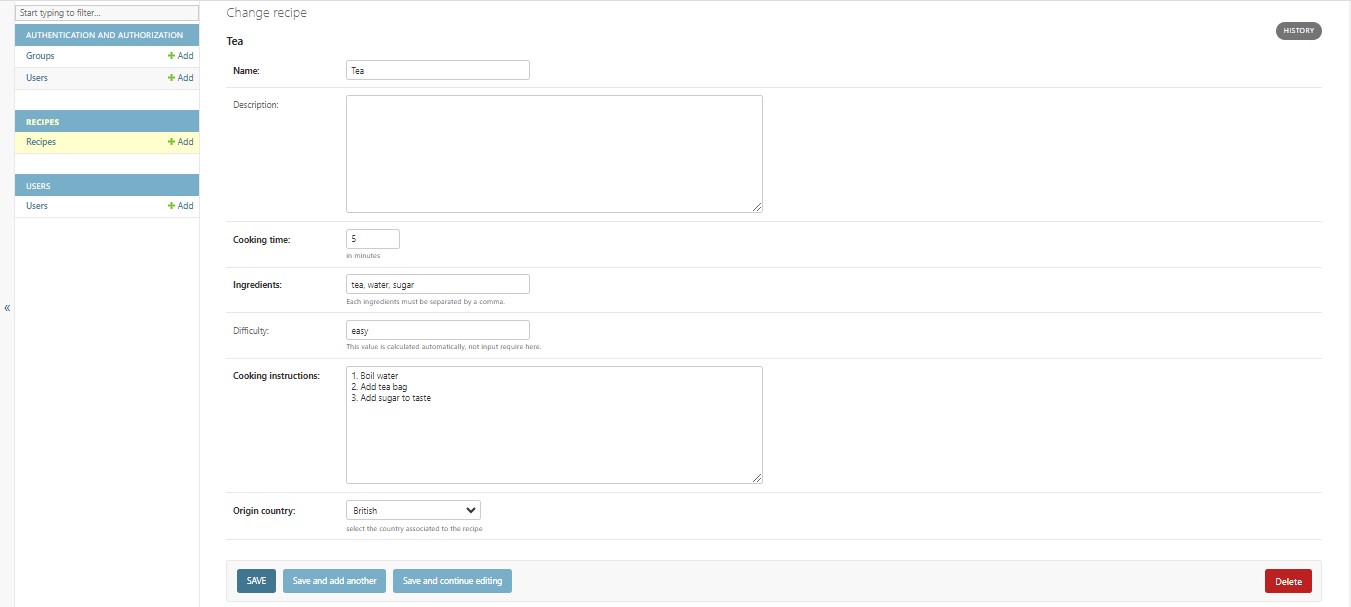 Start typing to filter...
AUTHENTICATION AND AUTHORIZATION
Groups + Add
Users + Add
RECIPES
Recipes + Add
USERS
Users + Add
«
Change recipe
HISTORY
Tea
Name: Tea
Description:
Cooking time: 5
in minutes
Ingredients: tea, water, sugar
Each ingredients must be separated by a comma.
Difficulty: easy
This value is calculated automatically, not input require here.
Cooking instructions: 1. Boil water
2. Add tea bag
3. Add sugar to taste
Origin country: British
select the country associated to the recipe
SAVE Save and add another Save and continue editing Delete